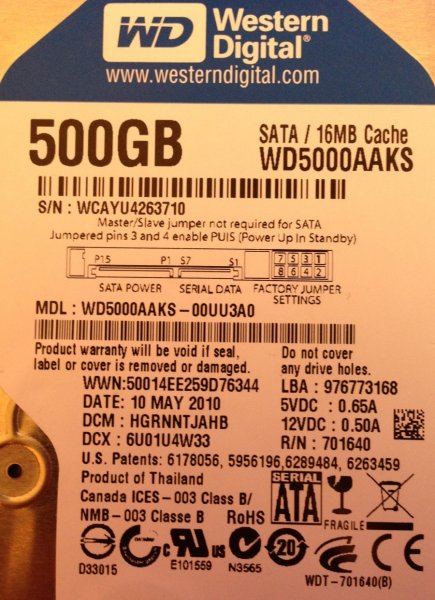 WD Western Digital®
www.westerndigital.com
500GB
SATA / 16MB Cache
WD5000AAKS
S/N : WCAYU4263710
Master/Slave jumper not required for SATA
Jumpered pins 3 and 4 enable PUIS (Power Up In Standby)
P15 P1 S7 S1 7 5 3 1
8 6 4 2
SATA POWER SERIAL DATA FACTORY JUMPER SETTINGS
MDL : WD5000AAKS-00UU3A0
Product warranty will be void if seal,
label or cover is removed or damaged.
Do not cover
any drive holes.
WWN:50014EE259D76344
DATE: 10 MAY 2010
DCM : HGRNNTJAHB
DCX : 6U01U4W33
LBA : 976773168
5VDC : 0.65A
12VDC : 0.50A
R/N : 701640
U.S. Patents: 6178056, 5956196,6289484, 6263459
Product of Thailand
Canada ICES-003 Class B/
NMB-003 Classe B RoHS
SERIAL
ATA
FRAGILE
D33015
c UL us
E101559
N3565
20
CE
WDT-701640(B)